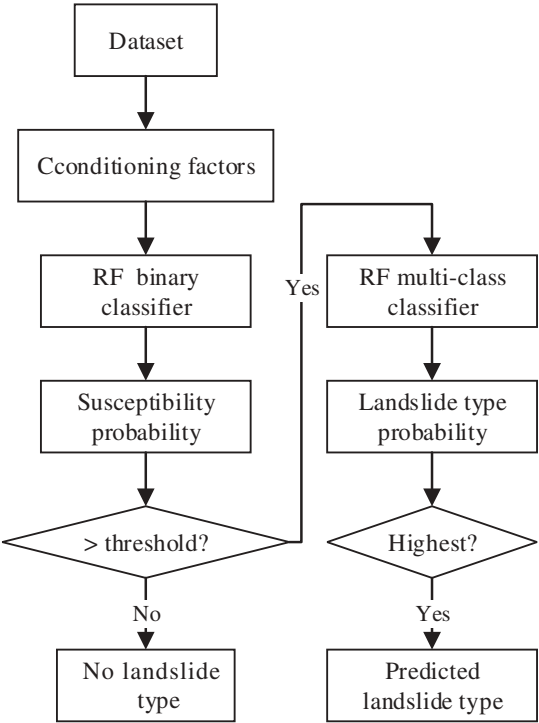 Dataset
Cconditioning factors
RF binary
classifier
Susceptibility
probability
> threshold?
No
No landslide
type
Yes
RF multi-class
classifier
Landslide type
probability
Highest?
Yes
Predicted
landslide type